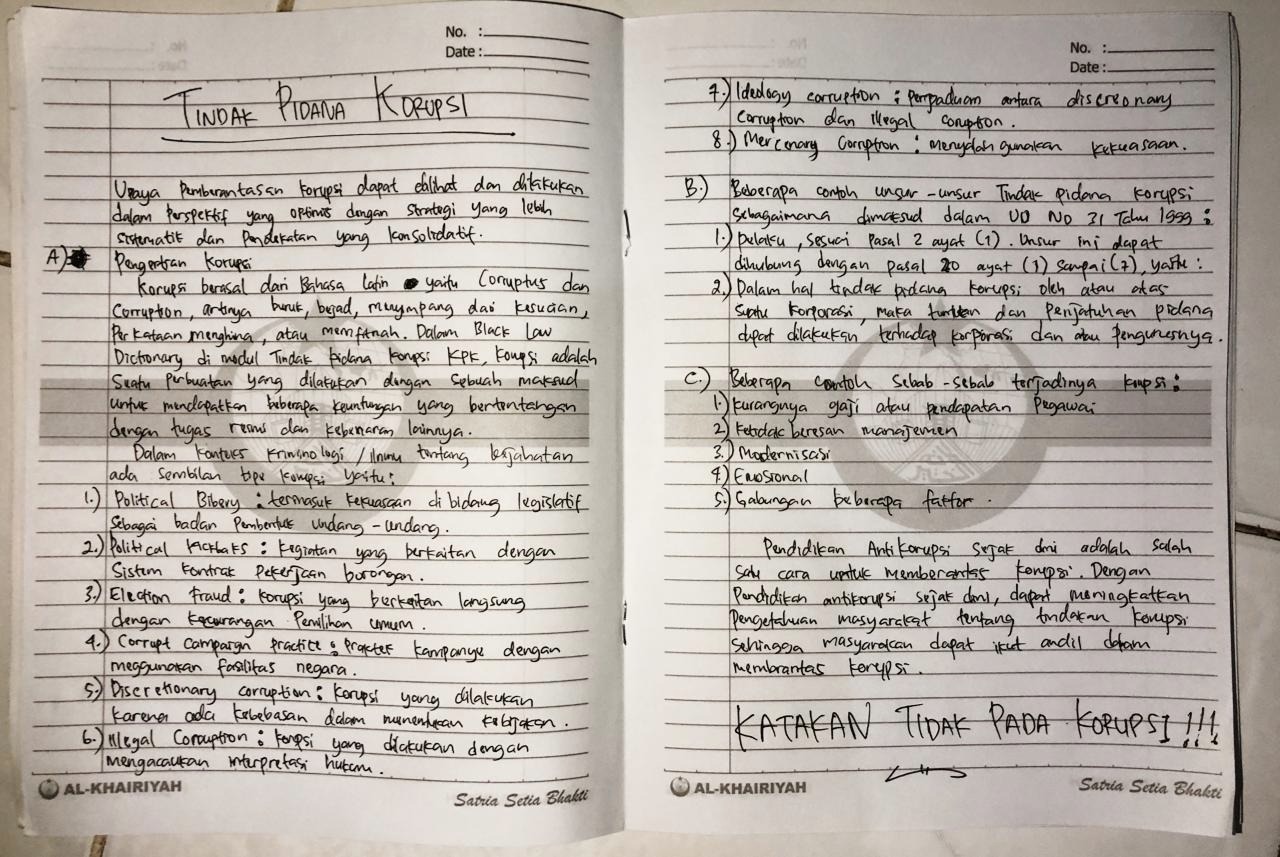 No. :
Date :
TINDAK PIDANA KORUPSI
Upaya Pemberantasan korupsi dapat dilihat dan dilakukan
dalam perspektif yang optimis dengan strategi yang lebih
sistematik dan Pendekatan yang konsolidatif.
A) Pengertian Korupsi
Korupsi berasal dari Bahasa latin yaitu Corruptus dan
Corruption, artinya buruk, bejad, menyimpang dari kesucian,
Perkataan menghina, atau memfitnah. Dalam Black Law
Dictionary di modul Tindak Pidana korupsi KPK, korupsi adalah
Suatu perbuatan yang dilakukan dengan sebuah maksud
untuk mendapatkan beberapa keuntungan yang bertentangan
dengan tugas resmi dan kebenaran lainnya.
Dalam konteks kriminologi / ilmu tentang kejahatan
ada sembilan tipe korupsi yaitu:
1.) Political Bibery : termasuk kekuasaan di bidang legislatif
sebagai badan Pembentuk undang-undang.
2.) Political kickbaks : kegiatan yang berkaitan dengan
Sistem kontrak pekerjaan borongan.
3.) Election Fraud : korupsi yang berkaitan langsung
dengan kecurangan Pemilihan umum.
4.) Corrupt Campaign Practice : praktek kampanye dengan
meggunakan fasilitas negara.
5.) Discretionary corruption : korupsi yang dilakukan
karena ada kebebasan dalam menentukan kebijakan.
6.) Illegal Corruption : korupsi yang dilakukan dengan
mengacaukan interpretasi hukum.
AL-KHAIRIYAH
Satria Setia Bhakti
No. :
Date :
7.) Ideology corruption : perpaduan antara discreonary
corruption dan illegal coruption.
8.) Mercenary Corruption : menyalah gunakan kekuasaan.
B.) Beberapa contoh unsur-unsur Tindak pidana korupsi
sebagaimana dimaksud dalam UU No 31 Tahun 1999 :
1.) pelaku, sesuai pasal 2 ayat (1). Unsur ini dapat
dihubung dengan pasal 20 ayat (1) sampai (7), yaitu :
2.) Dalam hal tindak pidana korupsi oleh atau atas
suatu korporasi, maka tuntutan dan penjatuhan pidana
dapat dilakukan terhadap korporasi dan atau pengurusnya.
C.) Beberapa contoh Sebab-sebab terjadinya korupsi :
1.) kurangnya gaji atau pendapatan Pegawai
2) ketidak beresan manajemen
3.) Modernisasi
4) Emosional
5.) Gabungan beberapa faktor.
Pendidikan Antikorupsi sejak dini adalah salah
satu cara untuk memberantas korupsi. Dengan
Pendidikan antikorupsi sejak dini, dapat meningkatkan
Pengetahuan masyarakat tentang tindakan korupsi
sehingga masyarakat dapat ikut andil dalam
membrantas korupsi.
KATAKAN TIDAK PADA KORUPSI !!!
AL-KHAIRIYAH
Satria Setia Bhakti